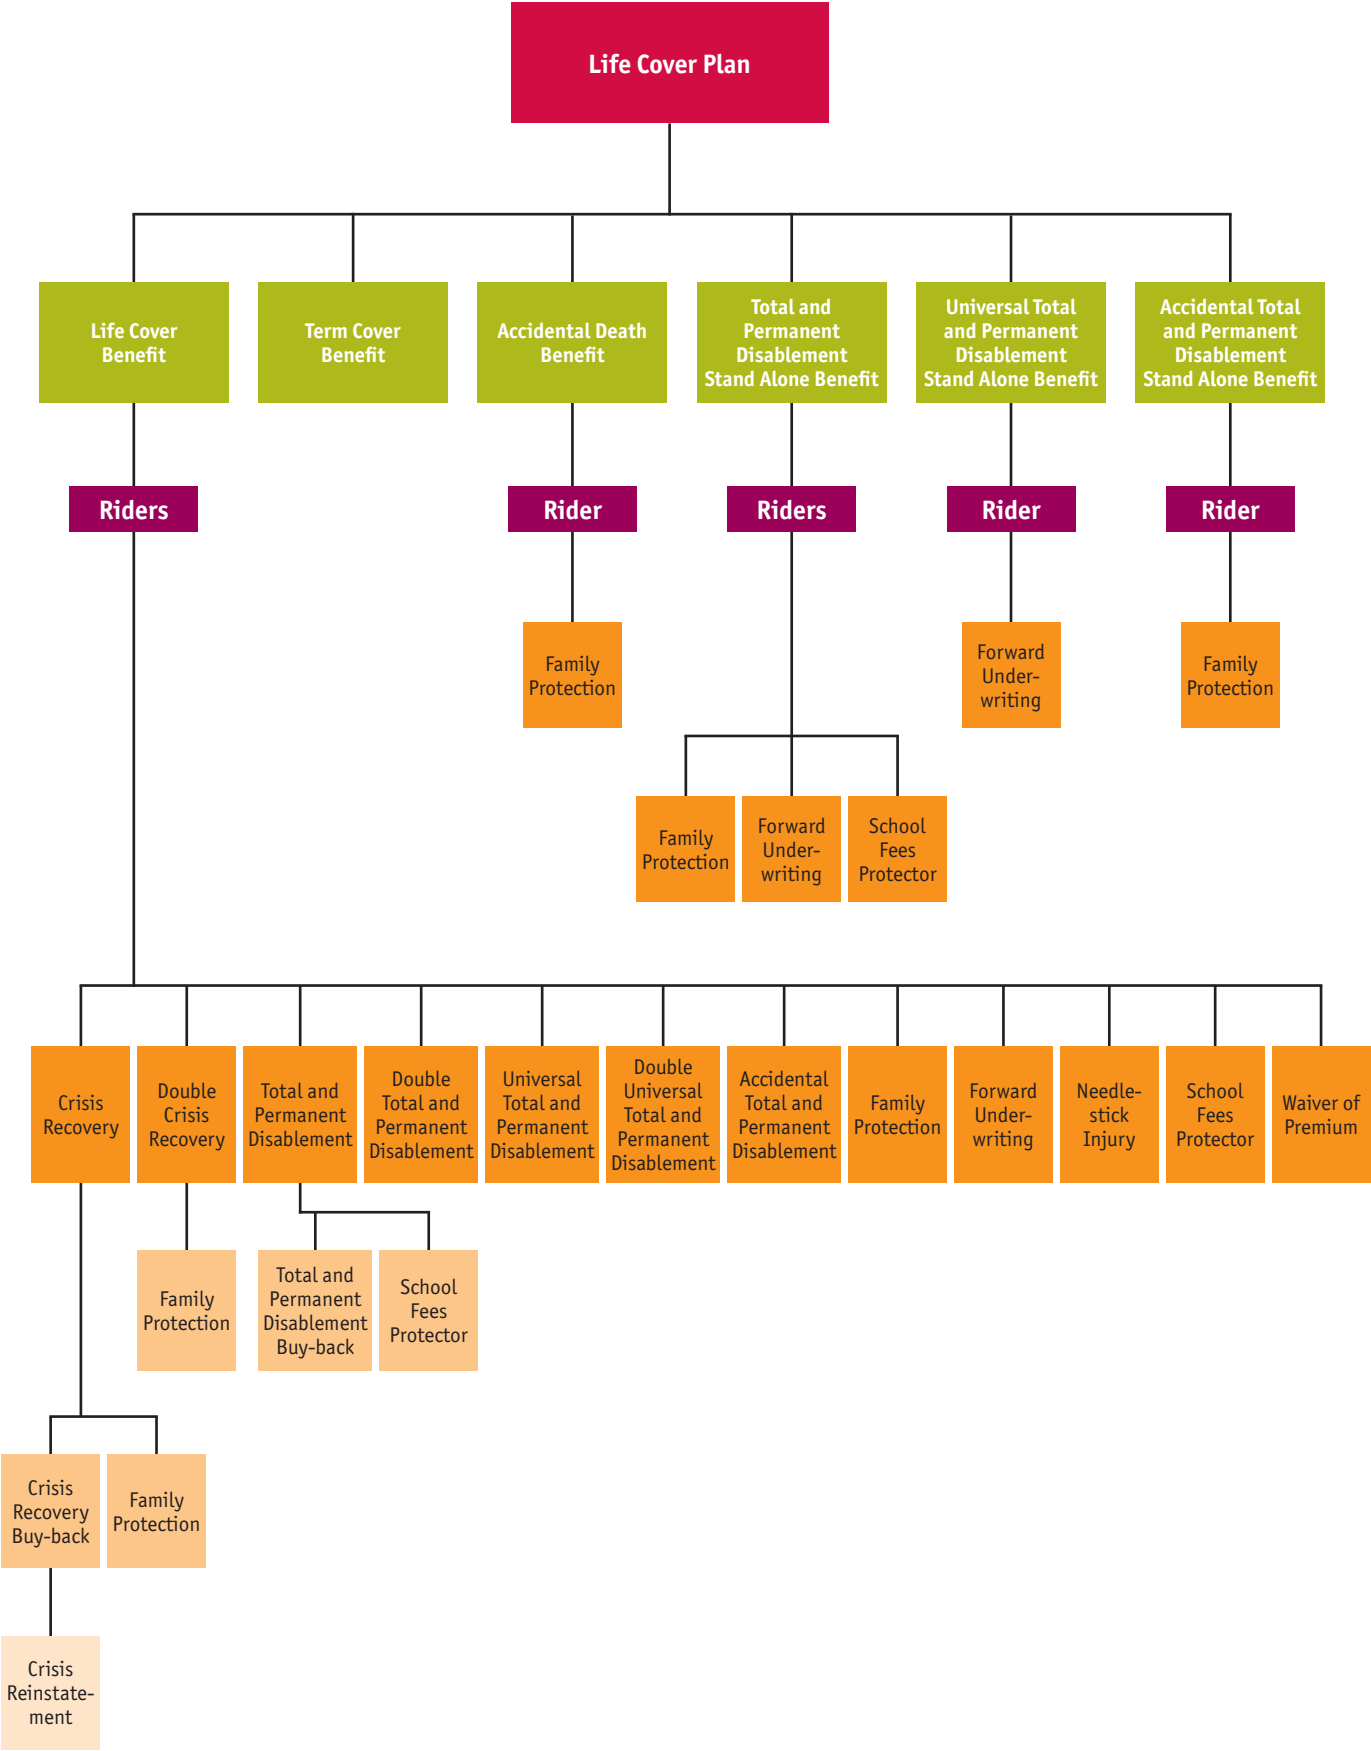 Life Cover Plan
Life Cover
Benefit
Term Cover
Benefit
Accidental Death
Benefit
Total and
Permanent
Disablement
Stand Alone Benefit
Universal Total
and Permanent
Disablement
Stand Alone Benefit
Accidental Total
and Permanent
Disablement
Stand Alone Benefit
Riders
Rider
Riders
Rider
Rider
Family
Protection
Forward
Under-
writing
Family
Protection
Family
Protection
Forward
Under-
writing
School
Fees
Protector
Crisis
Recovery
Double
Crisis
Recovery
Total and
Permanent
Disablement
Double
Total and
Permanent
Disablement
Universal
Total and
Permanent
Disablement
Double
Universal
Total and
Permanent
Disablement
Accidental
Total and
Permanent
Disablement
Family
Protection
Forward
Under-
writing
Needle-
stick
Injury
School
Fees
Protector
Waiver of
Premium
Family
Protection
Total and
Permanent
Disablement
Buy-back
School
Fees
Protector
Crisis
Recovery
Buy-back
Family
Protection
Crisis
Reinstate-
ment